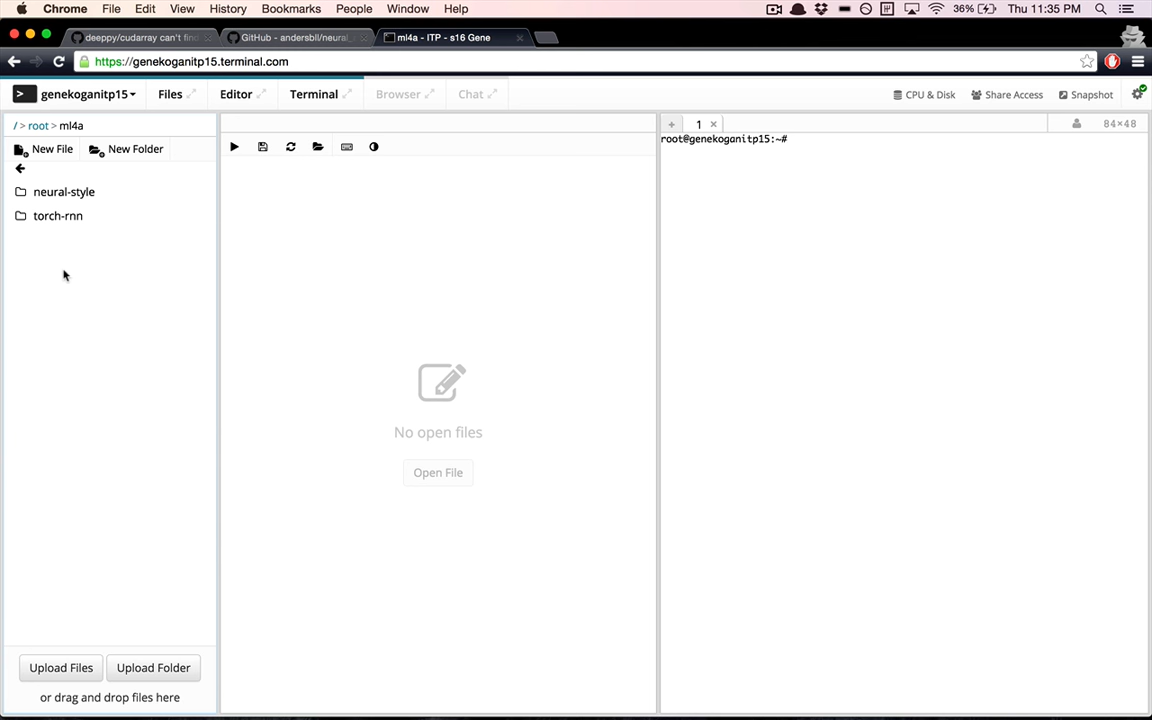 Chrome File Edit View History Bookmarks People Window Help 36% Thu 11:35 PM
deeppy/cudarray can't fin GitHub - andersbll/neural_ ml4a - ITP - s16 Gene
https://genekoganitp15.terminal.com
>_ genekoganitp15 Files Editor Terminal Browser Chat CPU & Disk Share Access Snapshot
/ > root > ml4a
+ 1 × 84×48
New File New Folder
root@genekoganitp15:~#
neural-style
torch-rnn
No open files
Open File
Upload Files Upload Folder
or drag and drop files here